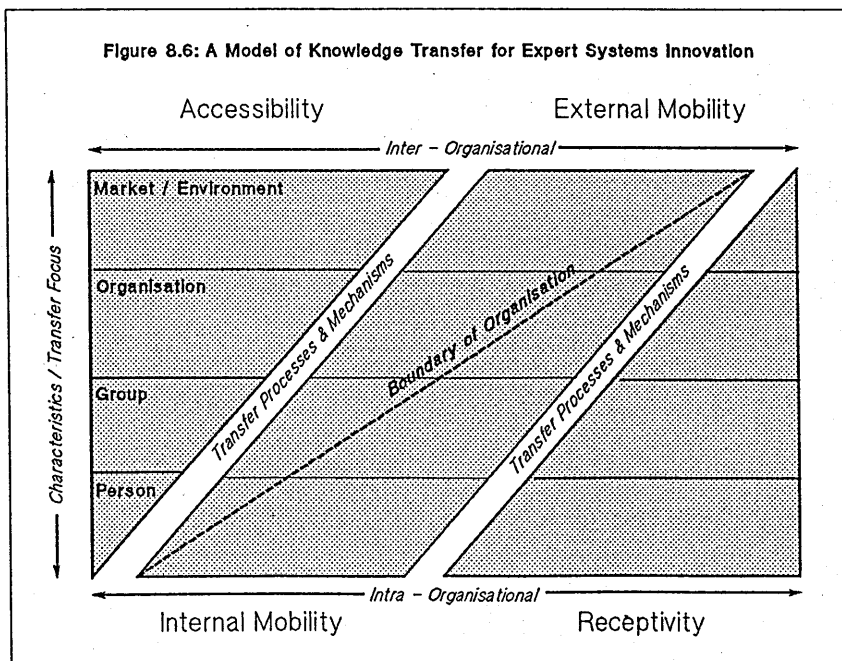 Figure 8.6: A Model of Knowledge Transfer for Expert Systems Innovation
Accessibility
External Mobility
Inter - Organisational
Market / Environment
Organisation
Group
Person
Characteristics / Transfer Focus
Transfer Processes & Mechanisms
Boundary of Organisation
Transfer Processes & Mechanisms
Intra - Organisational
Internal Mobility
Receptivity